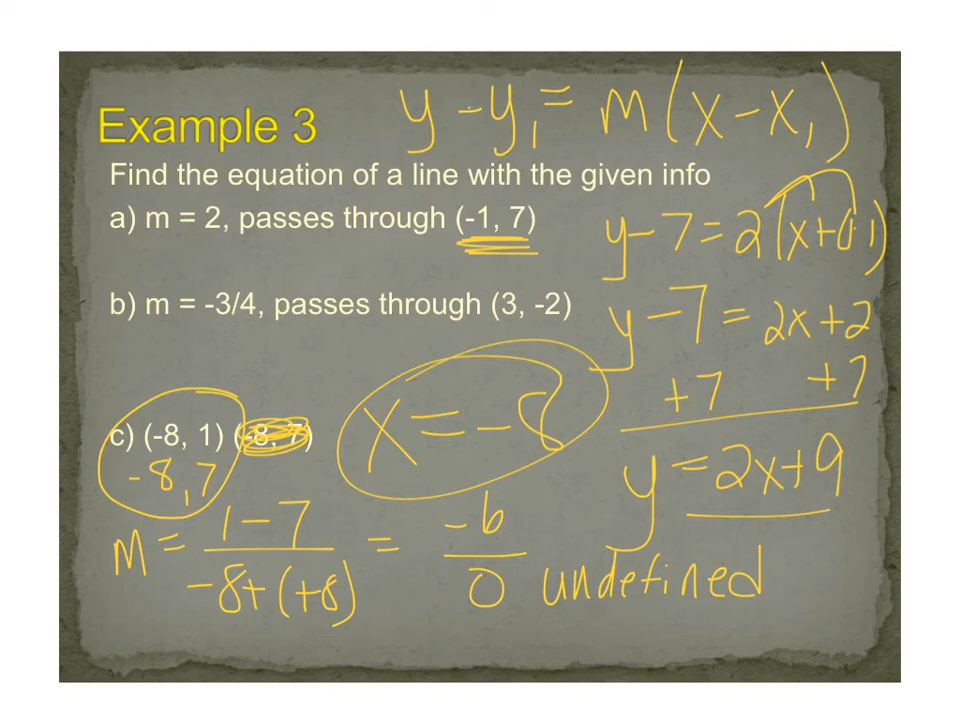 Example 3
y - y₁ = m(x - x₁)
Find the equation of a line with the given info
a) m = 2, passes through (-1, 7)
y - 7 = 2(x + (1)
b) m = -3/4, passes through (3, -2)
y - 7 = 2x + 2
+7 +7
x = -8
c) (-8, 1) (-8, 7)
-8, 7
y = 2x + 9
m = 1 - 7 / -8 + (+8) = -6 / 0 undefined